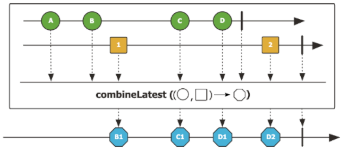 A B C D
1 2
combineLatest ((○,□)→○)
B1 C1 D1 D2